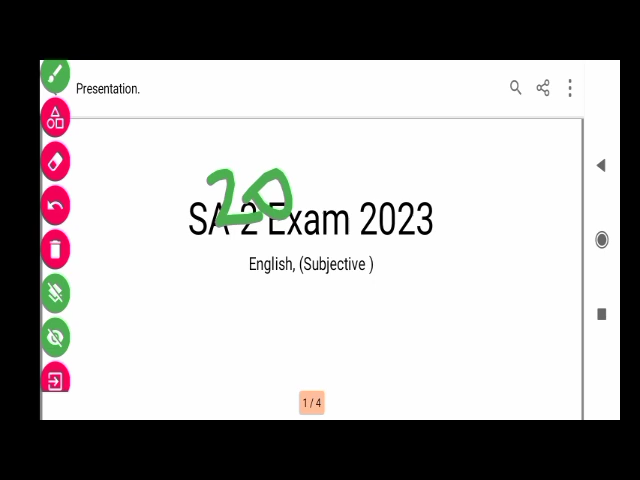 Presentation.
20
SA-2 Exam 2023
English, (Subjective )
1 / 4